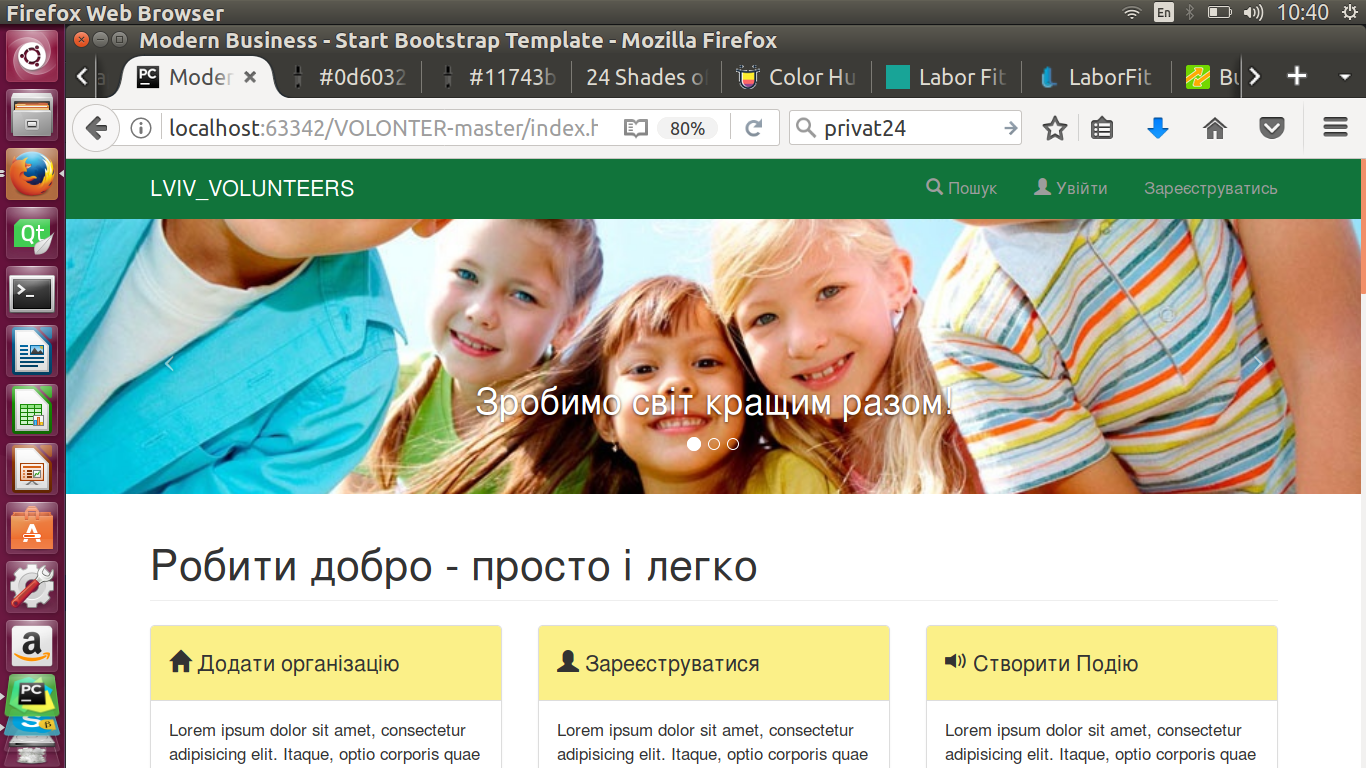 Firefox Web Browser
En
10:40
Modern Business - Start Bootstrap Template - Mozilla Firefox
Moder
#0d6032
#11743b
24 Shades of
Color Hu
Labor Fit
LaborFit
Bu
localhost:63342/VOLONTER-master/index.h
80%
privat24
LVIV_VOLUNTEERS
Пошук
Увійти
Зареєструватись
Зробимо світ кращим разом!
Робити добро - просто і легко
Додати організацію
Зареєструватися
Створити Подію
Lorem ipsum dolor sit amet, consectetur
adipisicing elit. Itaque, optio corporis quae
Lorem ipsum dolor sit amet, consectetur
adipisicing elit. Itaque, optio corporis quae
Lorem ipsum dolor sit amet, consectetur
adipisicing elit. Itaque, optio corporis quae